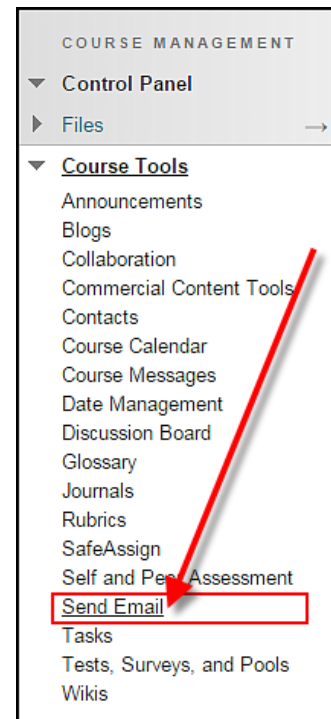 COURSE MANAGEMENT
Control Panel
Files
Course Tools
Announcements
Blogs
Collaboration
Commercial Content Tools
Contacts
Course Calendar
Course Messages
Date Management
Discussion Board
Glossary
Journals
Rubrics
SafeAssign
Self and Peer Assessment
Send Email
Tasks
Tests, Surveys, and Pools
Wikis